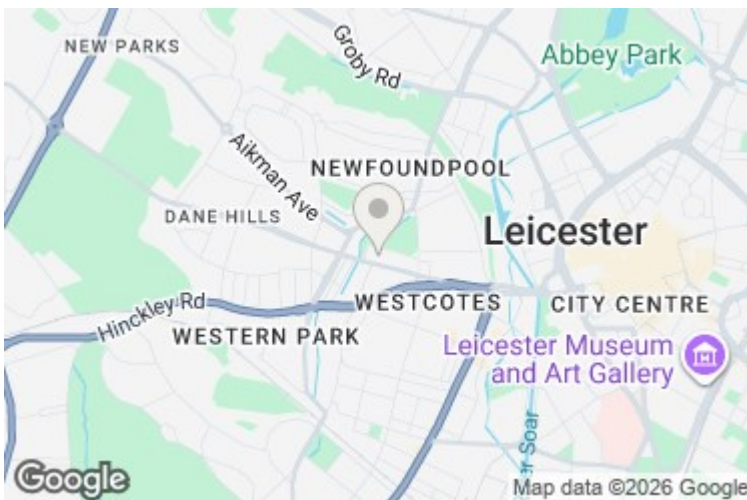 NEW PARKS
Groby Rd
Abbey Park
Aikman Ave
NEWFOUNDPOOL
DANE HILLS
Leicester
Hinckley Rd
WESTCOTES
CITY CENTRE
WESTERN PARK
Leicester Museum
and Art Gallery
er Soar
Google
Map data ©2026 Google